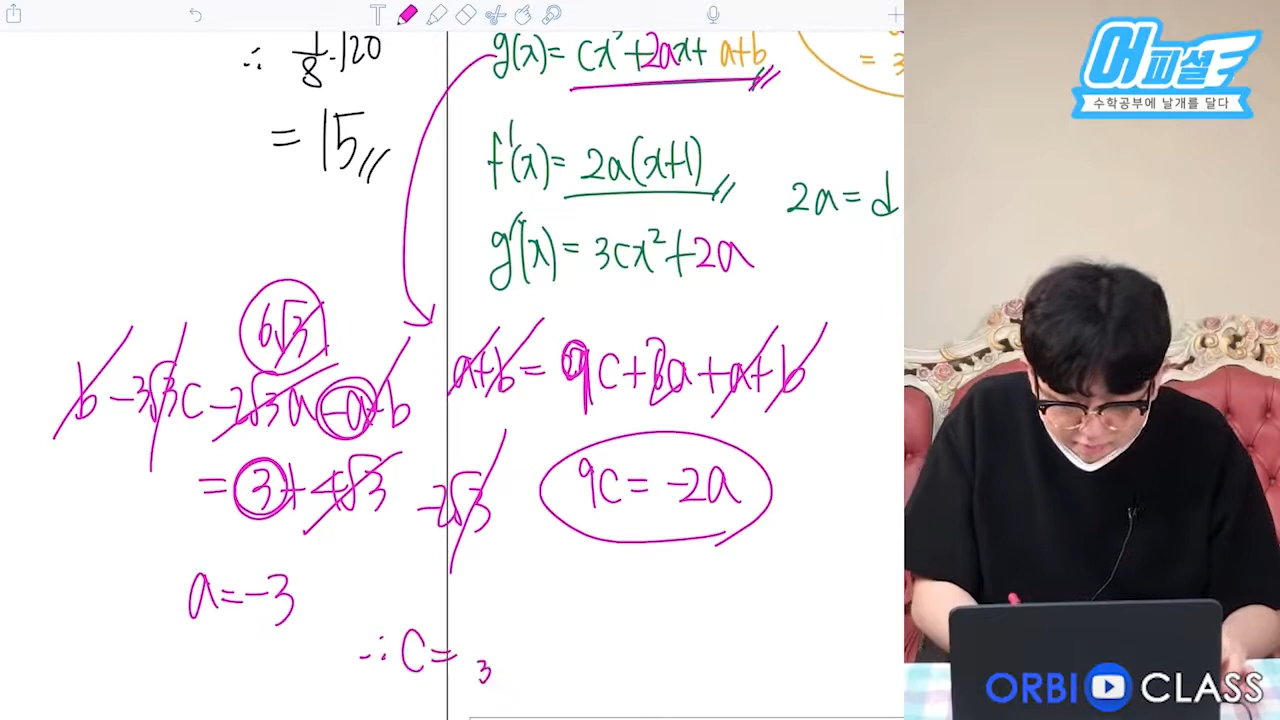 ∴ 1/8 · 120
= 15
g(x) = cx³ + 2ax + a+b
= 3
f'(x) = 2a(x+1)
2a = d
g'(x) = 3cx² + 2a
6√3
b - 3√3c - 2√3a - a + b
a+b = 9c + 2a + a + b
= 3 + 4√3 - 2√3
9c = -2a
a = -3
∴ c = 3
어피셜
수학공부에 날개를 달다
ORBI CLASS